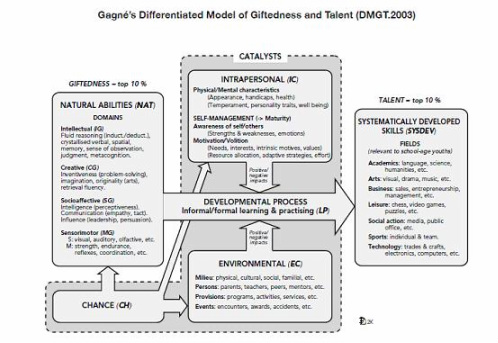 Gagné's Differentiated Model of Giftedness and Talent (DMGT.2003)
CATALYSTS
GIFTEDNESS = top 10 %
NATURAL ABILITIES (NAT)
DOMAINS
Intellectual (IG)
Fluid reasoning (induct./deduct.),
crystallised verbal, spatial,
memory, sense of observation,
judgment, metacognition.
Creative (CG)
Inventiveness (problem-solving),
imagination, originality (arts),
retrieval fluency.
Socioaffective (SG)
Intelligence (perceptiveness).
Communication (empathy, tact).
Influence (leadership, persuasion).
Sensorimotor (MG)
S: visual, auditory, olfactive, etc.
M: strength, endurance,
reflexes, coordination, etc.
CHANCE (CH)
INTRAPERSONAL (IC)
Physical/Mental characteristics
(Appearance, handicaps, health)
(Temperament, personality traits, well being)
SELF-MANAGEMENT (-> Maturity)
Awareness of self/others
(Strengths & weaknesses, emotions)
Motivation/Volition
(Needs, interests, intrinsic motives, values)
(Resource allocation, adaptive strategies, effort)
Positive/
negative
impacts
DEVELOPMENTAL PROCESS
Informal/formal learning & practising (LP)
Positive/
negative
impacts
ENVIRONMENTAL (EC)
Milieu: physical, cultural, social, familial, etc.
Persons: parents, teachers, peers, mentors, etc.
Provisions: programs, activities, services, etc.
Events: encounters, awards, accidents, etc.
TALENT = top 10 %
SYSTEMATICALLY DEVELOPED
SKILLS (SYSDEV)
FIELDS
(relevant to school-age youths)
Academics: language, science,
humanities, etc.
Arts: visual, drama, music, etc.
Business: sales, entrepreneurship,
management, etc.
Leisure: chess, video games,
puzzles, etc.
Social action: media, public
office, etc.
Sports: individual & team.
Technology: trades & crafts,
electronics, computers, etc.